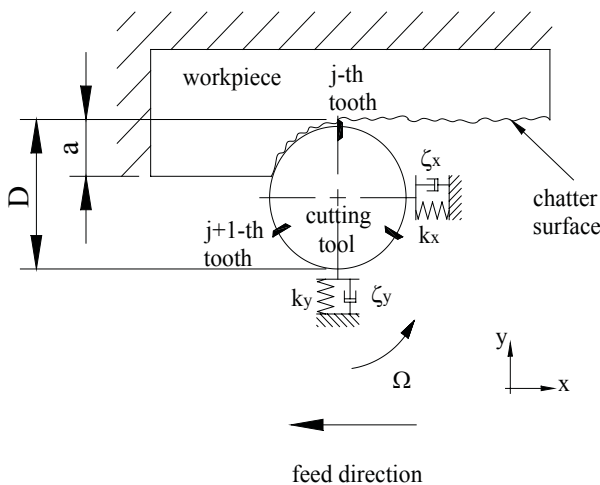 workpiece
j-th
tooth
a
D
ζx
kx
chatter
surface
cutting
tool
j+1-th
tooth
ky
ζy
Ω
y
x
feed direction